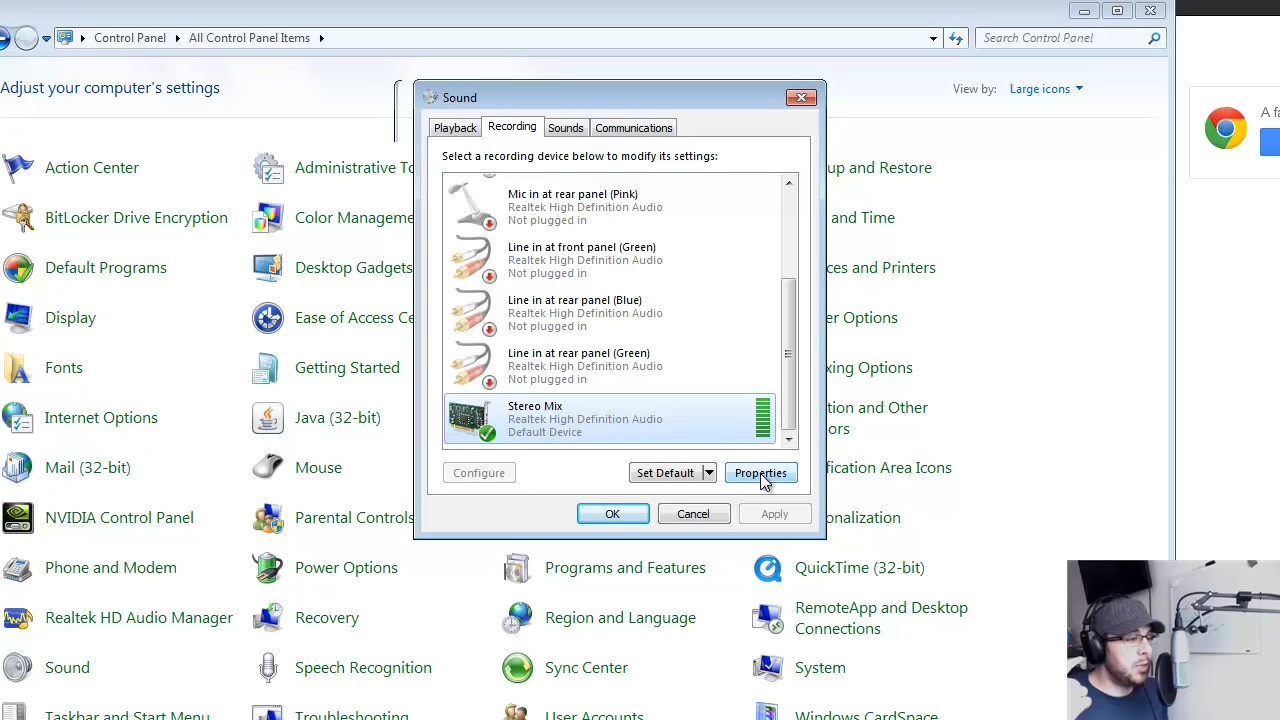 Control Panel
All Control Panel Items
Search Control Panel
Adjust your computer's settings
View by:
Large icons
Sound
Playback
Recording
Sounds
Communications
Select a recording device below to modify its settings:
Mic in at rear panel (Pink)
Realtek High Definition Audio
Not plugged in
Line in at front panel (Green)
Realtek High Definition Audio
Not plugged in
Line in at rear panel (Blue)
Realtek High Definition Audio
Not plugged in
Line in at rear panel (Green)
Realtek High Definition Audio
Not plugged in
Stereo Mix
Realtek High Definition Audio
Default Device
Configure
Set Default
Properties
OK
Cancel
Apply
Action Center
Administrative To
up and Restore
BitLocker Drive Encryption
Color Manageme
and Time
Default Programs
Desktop Gadgets
ces and Printers
Display
Ease of Access Ce
er Options
Fonts
Getting Started
xing Options
Internet Options
Java (32-bit)
tion and Other
ors
Mail (32-bit)
Mouse
fication Area Icons
NVIDIA Control Panel
Parental Controls
onalization
Phone and Modem
Power Options
Programs and Features
QuickTime (32-bit)
Realtek HD Audio Manager
Recovery
Region and Language
RemoteApp and Desktop
Connections
Sound
Speech Recognition
Sync Center
System
Taskbar and Start Menu
Troubleshooting
User Accounts
Windows CardSpace
A fa